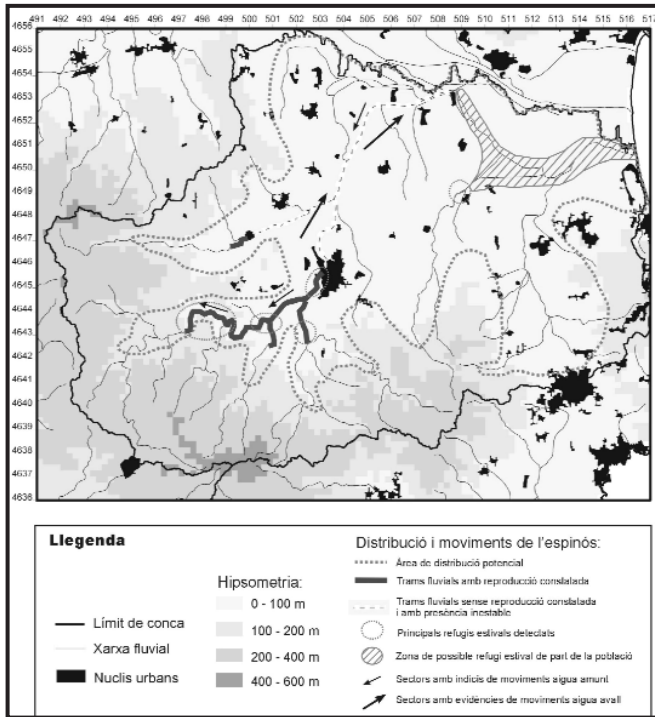 491 492 493 494 495 496 497 498 499 500 501 502 503 504 505 506 507 508 509 510 511 512 513 514 515 516 517
4656
4655
4654
4653
4652
4651
4650
4649
4648
4647
4646
4645
4644
4643
4642
4641
4640
4639
4638
4637
4636
Llegenda
Límit de conca
Xarxa fluvial
Nuclis urbans
Hipsometria:
0 - 100 m
100 - 200 m
200 - 400 m
400 - 600 m
Distribució i moviments de l'espinós:
Àrea de distribució potencial
Trams fluvials amb reproducció constatada
Trams fluvials sense reproducció constatada
i amb presència inestable
Principals refugis estivals detectats
Zona de possible refugi estival de part de la població
Sectors amb indicis de moviments aigua amunt
Sectors amb evidències de moviments aigua avall